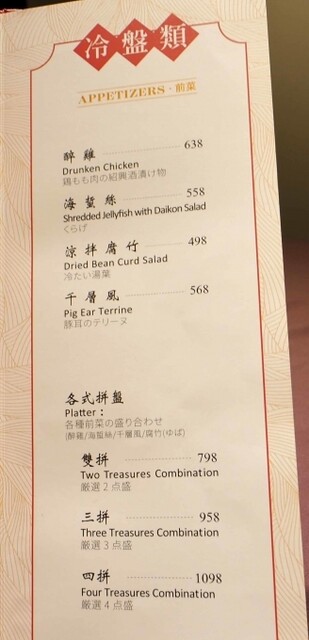 冷盤類
APPETIZERS・前菜
醉雞 638
Drunken Chicken
鶏もも肉の紹興酒漬け物
海蜇絲 558
Shredded Jellyfish with Daikon Salad
くらげ
涼拌腐竹 498
Dried Bean Curd Salad
冷たい湯葉
千層風 568
Pig Ear Terrine
豚耳のテリーヌ
各式拼盤
Platter：
各種前菜の盛り合わせ
(醉雞/海蜇絲/千層風/腐竹(ゆば)
雙拼 798
Two Treasures Combination
厳選2点盛
三拼 958
Three Treasures Combination
厳選3点盛
四拼 1098
Four Treasures Combination
厳選4点盛